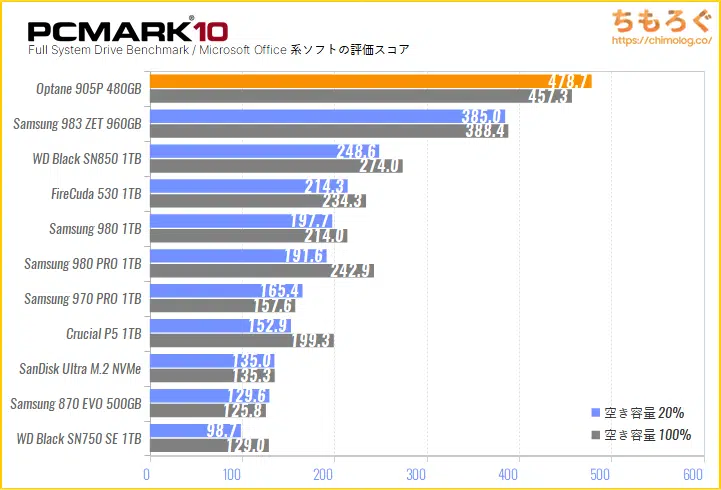 PCMARK®10
ちもろぐ
https://chimolog.co/
Full System Drive Benchmark / Microsoft Office 系ソフトの評価スコア
Optane 905P 480GB 478.7
457.3
Samsung 983 ZET 960GB 385.0
388.4
WD Black SN850 1TB 248.6
274.0
FireCuda 530 1TB 214.3
234.3
Samsung 980 1TB 197.7
214.0
Samsung 980 PRO 1TB 191.6
242.9
Samsung 970 PRO 1TB 165.4
157.6
Crucial P5 1TB 152.9
199.3
SanDisk Ultra M.2 NVMe 135.0
135.3
Samsung 870 EVO 500GB 129.6
125.8
WD Black SN750 SE 1TB 98.7
129.0
空き容量 20%
空き容量 100%
0 100 200 300 400 500 600